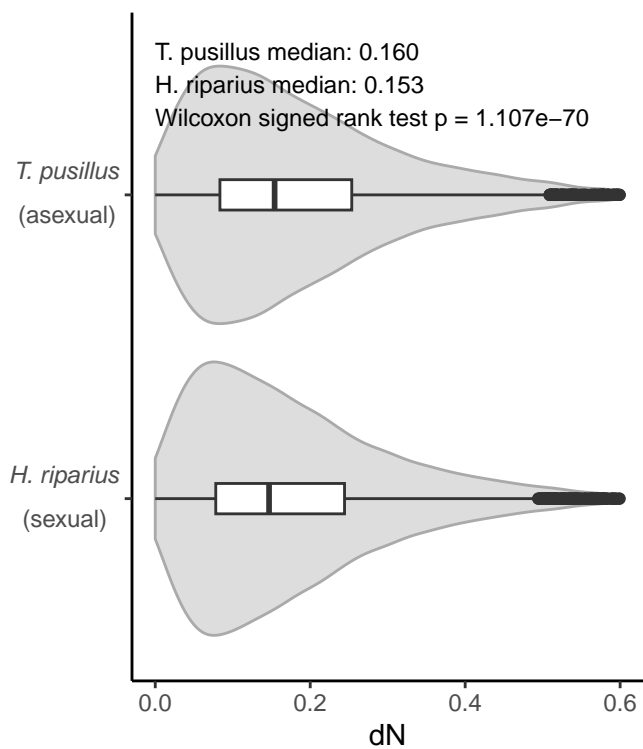 T. pusillus median: 0.160
H. riparius median: 0.153
Wilcoxon signed rank test p = 1.107e−70
T. pusillus
(asexual)
H. riparius
(sexual)
0.0 0.2 0.4 0.6
dN